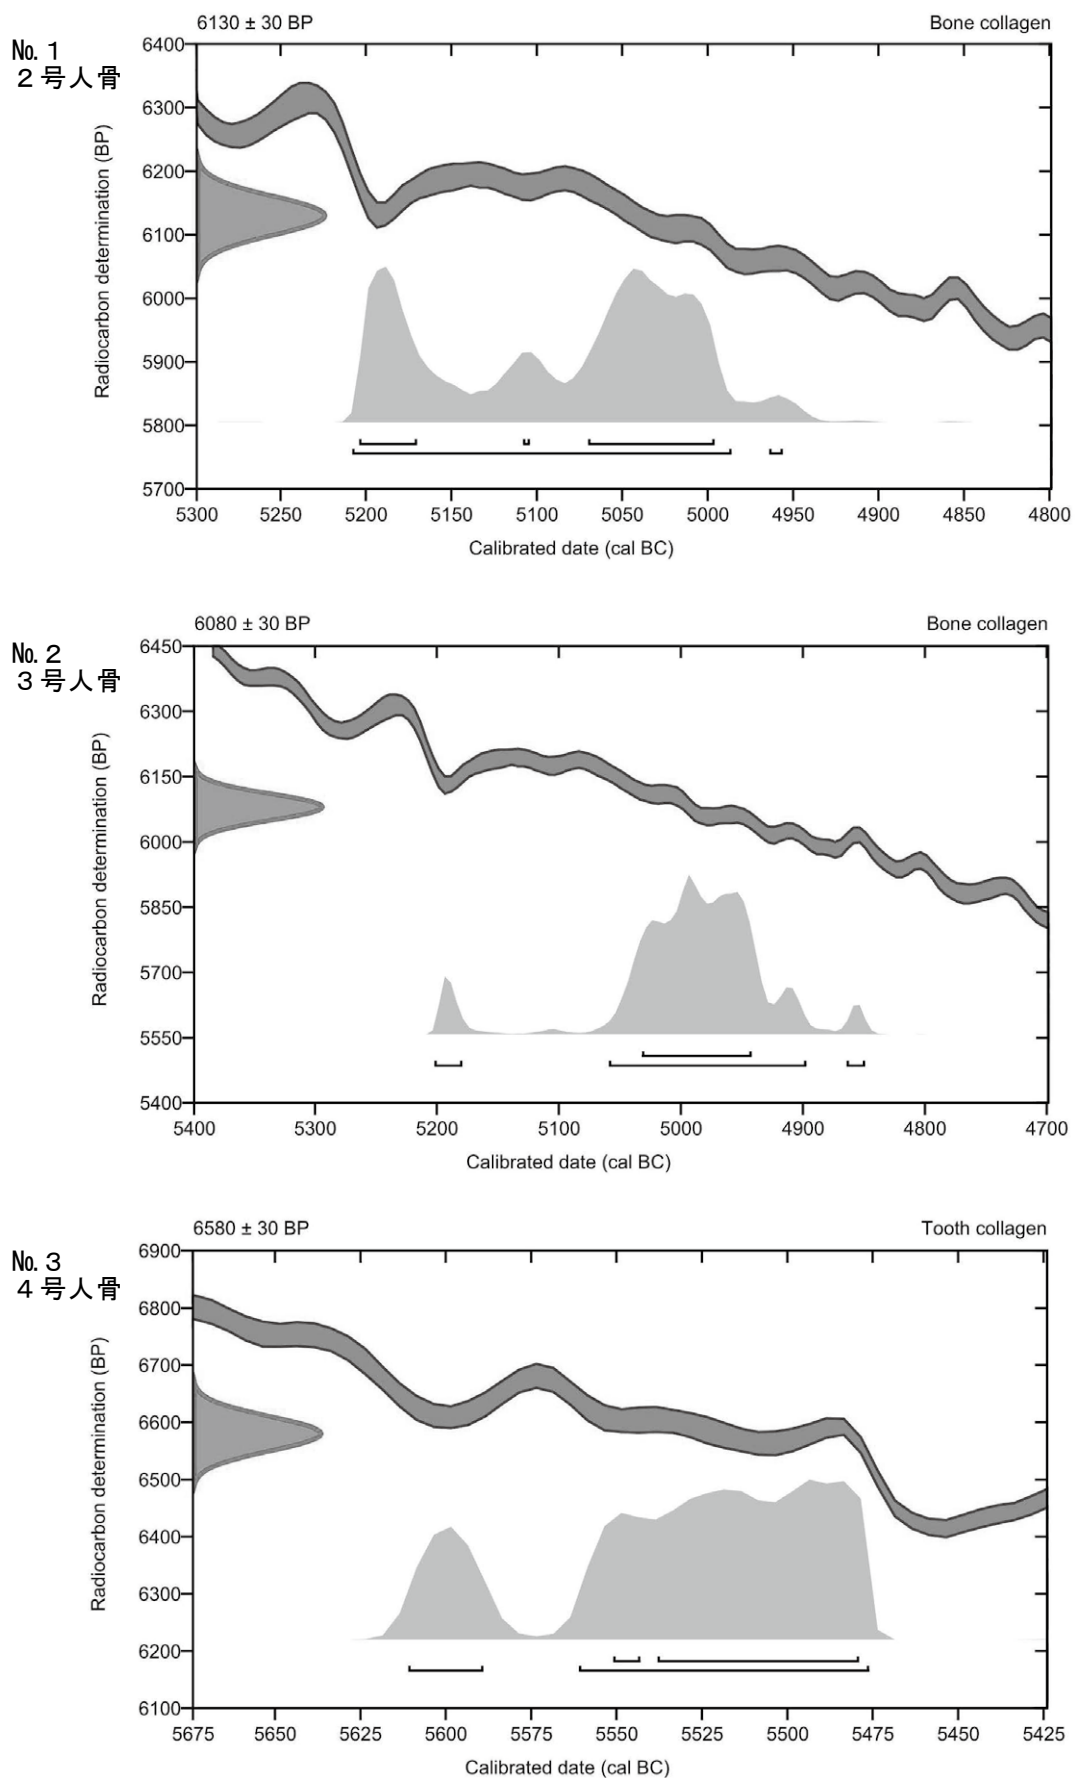 6130 ± 30 BP
Bone collagen
№ 1
２号人骨
Radiocarbon determination (BP)
6400
6300
6200
6100
6000
5900
5800
5700
5300 5250 5200 5150 5100 5050 5000 4950 4900 4850 4800
Calibrated date (cal BC)
6080 ± 30 BP
Bone collagen
№ 2
３号人骨
Radiocarbon determination (BP)
6450
6300
6150
6000
5850
5700
5550
5400
5400 5300 5200 5100 5000 4900 4800 4700
Calibrated date (cal BC)
6580 ± 30 BP
Tooth collagen
№ 3
４号人骨
Radiocarbon determination (BP)
6900
6800
6700
6600
6500
6400
6300
6200
6100
5675 5650 5625 5600 5575 5550 5525 5500 5475 5450 5425
Calibrated date (cal BC)